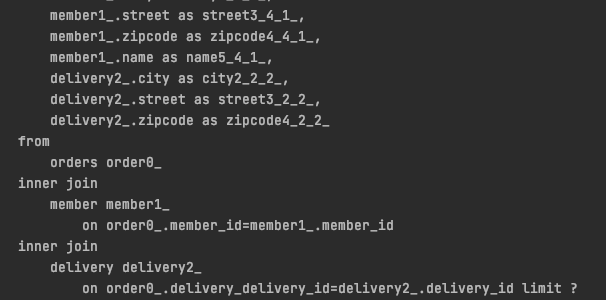 member1_.street as street3_4_1_,
member1_.zipcode as zipcode4_4_1_,
member1_.name as name5_4_1_,
delivery2_.city as city2_2_2_,
delivery2_.street as street3_2_2_,
delivery2_.zipcode as zipcode4_2_2_
from
orders order0_
inner join
member member1_
on order0_.member_id=member1_.member_id
inner join
delivery delivery2_
on order0_.delivery_delivery_id=delivery2_.delivery_id limit ?